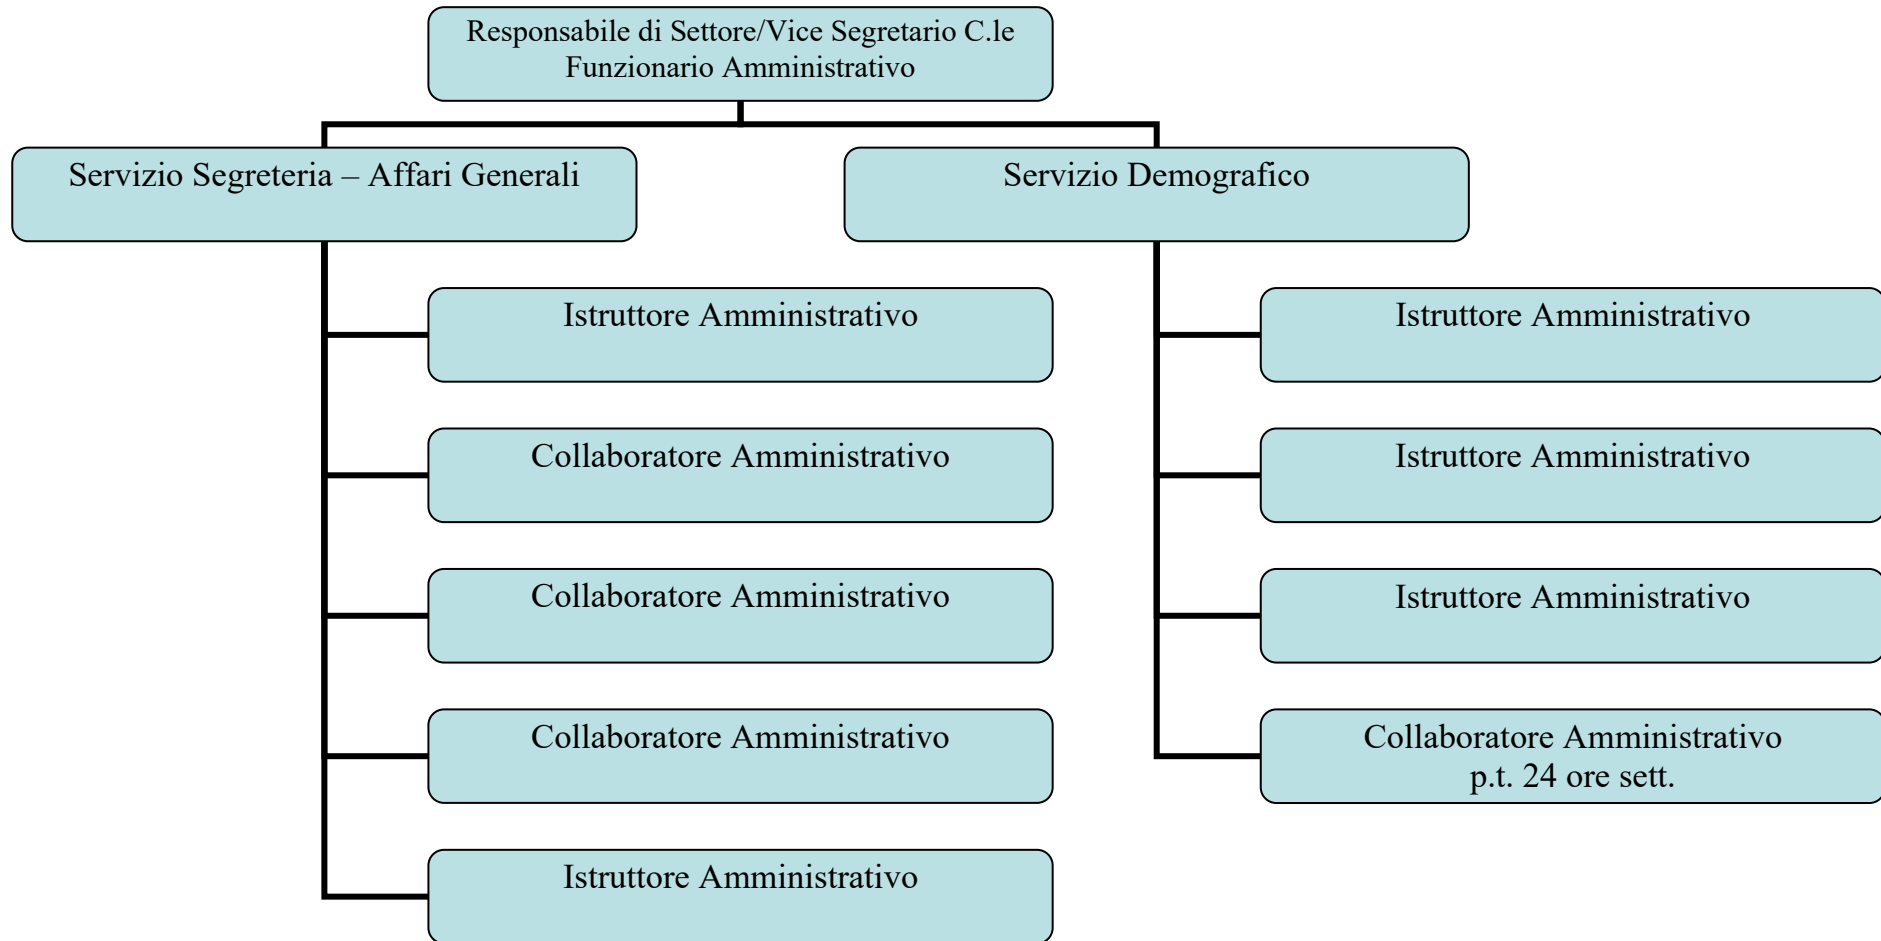 Responsabile di Settore/Vice Segretario C.le
Funzionario Amministrativo
Servizio Segreteria – Affari Generali
Servizio Demografico
Istruttore Amministrativo
Istruttore Amministrativo
Collaboratore Amministrativo
Istruttore Amministrativo
Collaboratore Amministrativo
Istruttore Amministrativo
Collaboratore Amministrativo
Collaboratore Amministrativo
p.t. 24 ore sett.
Istruttore Amministrativo